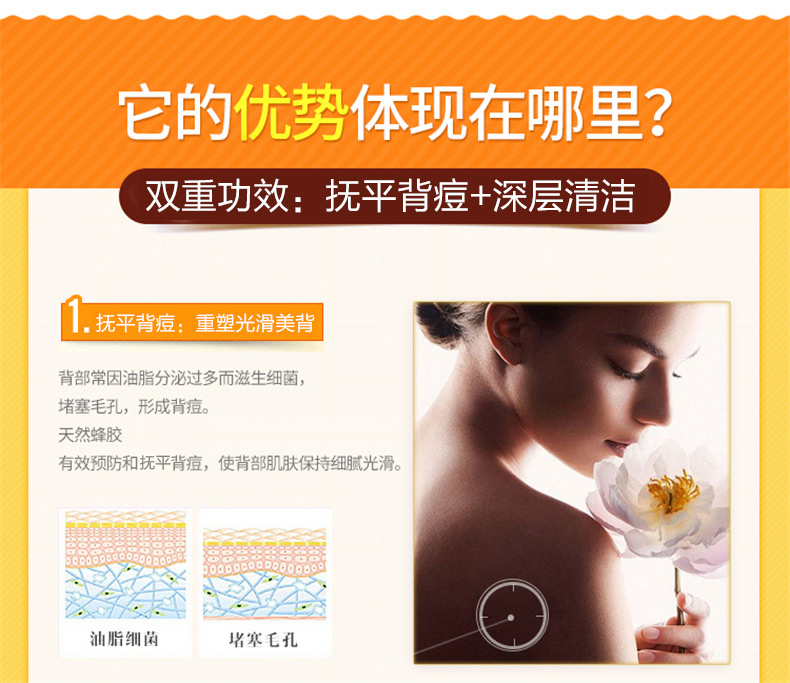 它的优势体现在哪里?
双重功效：抚平背痘+深层清洁
1. 抚平背痘：重塑光滑美背
背部常因油脂分泌过多而滋生细菌，
堵塞毛孔，形成背痘。
天然蜂胶
有效预防和抚平背痘，使背部肌肤保持细腻光滑。
油脂细菌
堵塞毛孔